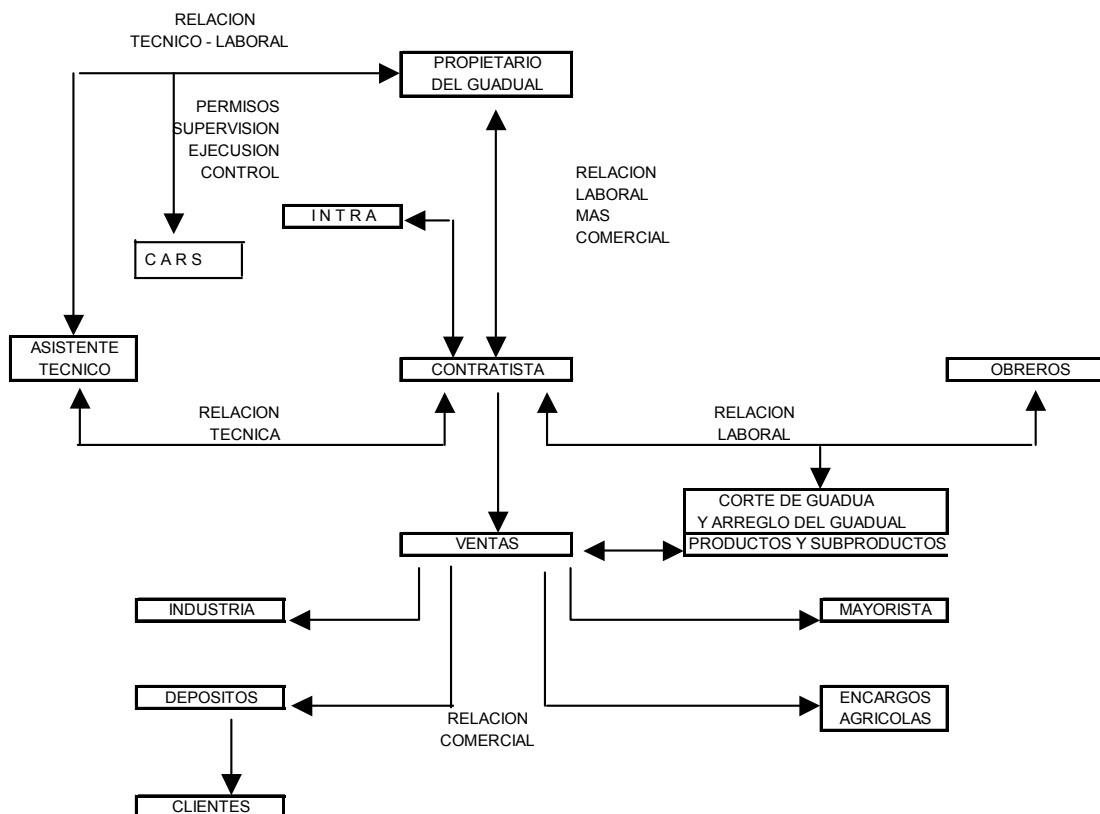 RELACION
TECNICO - LABORAL
PROPIETARIO
DEL GUADUAL
PERMISOS
SUPERVISION
EJECUSION
CONTROL
RELACION
LABORAL
MAS
COMERCIAL
I N T R A
C A R S
ASISTENTE
TECNICO
CONTRATISTA
OBREROS
RELACION
TECNICA
RELACION
LABORAL
CORTE DE GUADUA
Y ARREGLO DEL GUADUAL
PRODUCTOS Y SUBPRODUCTOS
VENTAS
INDUSTRIA
MAYORISTA
DEPOSITOS
ENCARGOS
AGRICOLAS
RELACION
COMERCIAL
CLIENTES